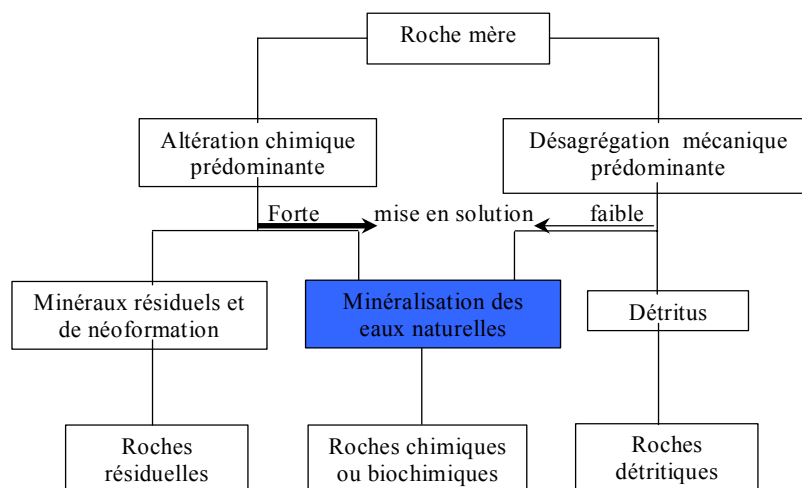 Roche mère
Altération chimique
prédominante
Désagrégation mécanique
prédominante
Forte mise en solution faible
Minéraux résiduels et
de néoformation
Minéralisation des
eaux naturelles
Détritus
Roches
résiduelles
Roches chimiques
ou biochimiques
Roches
détritiques